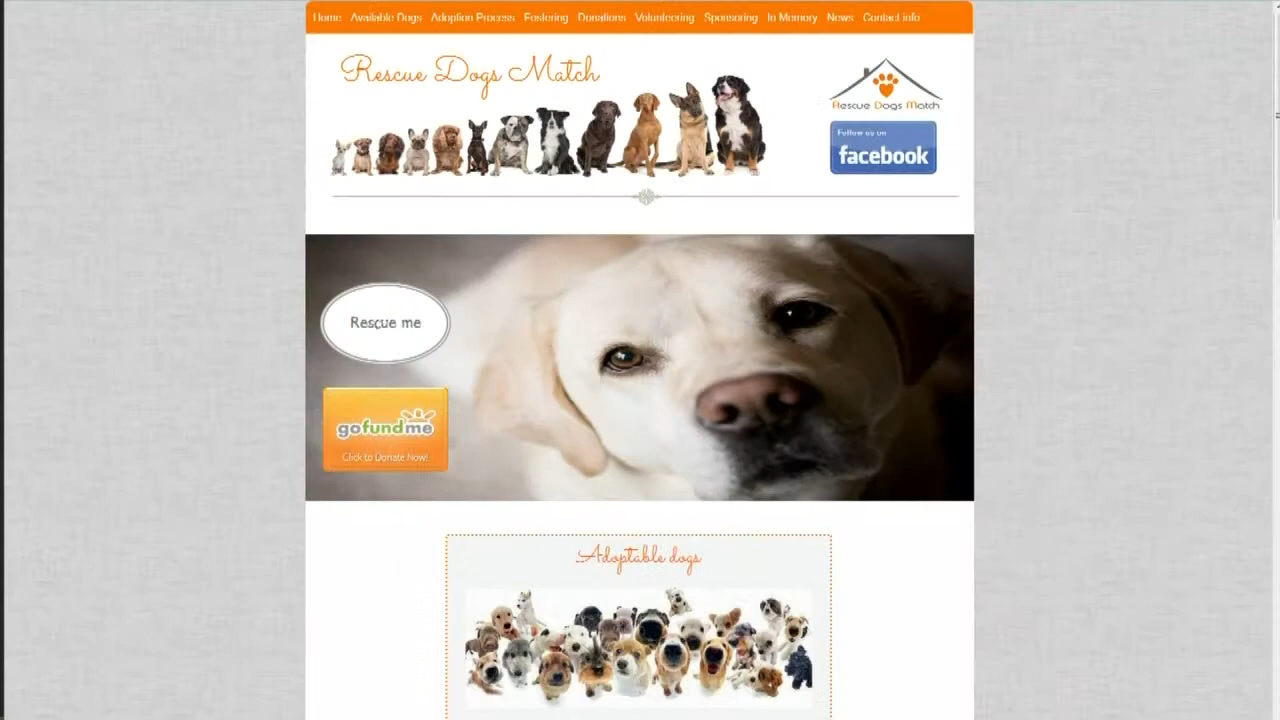 Home Available Dogs Adoption Process Fostering Donations Volunteering Sponsoring In Memory News Contact info
Rescue Dogs Match
Rescue Dogs Match
Follow us on
facebook
Rescue me
gofundme
Click to Donate Now!
Adoptable dogs